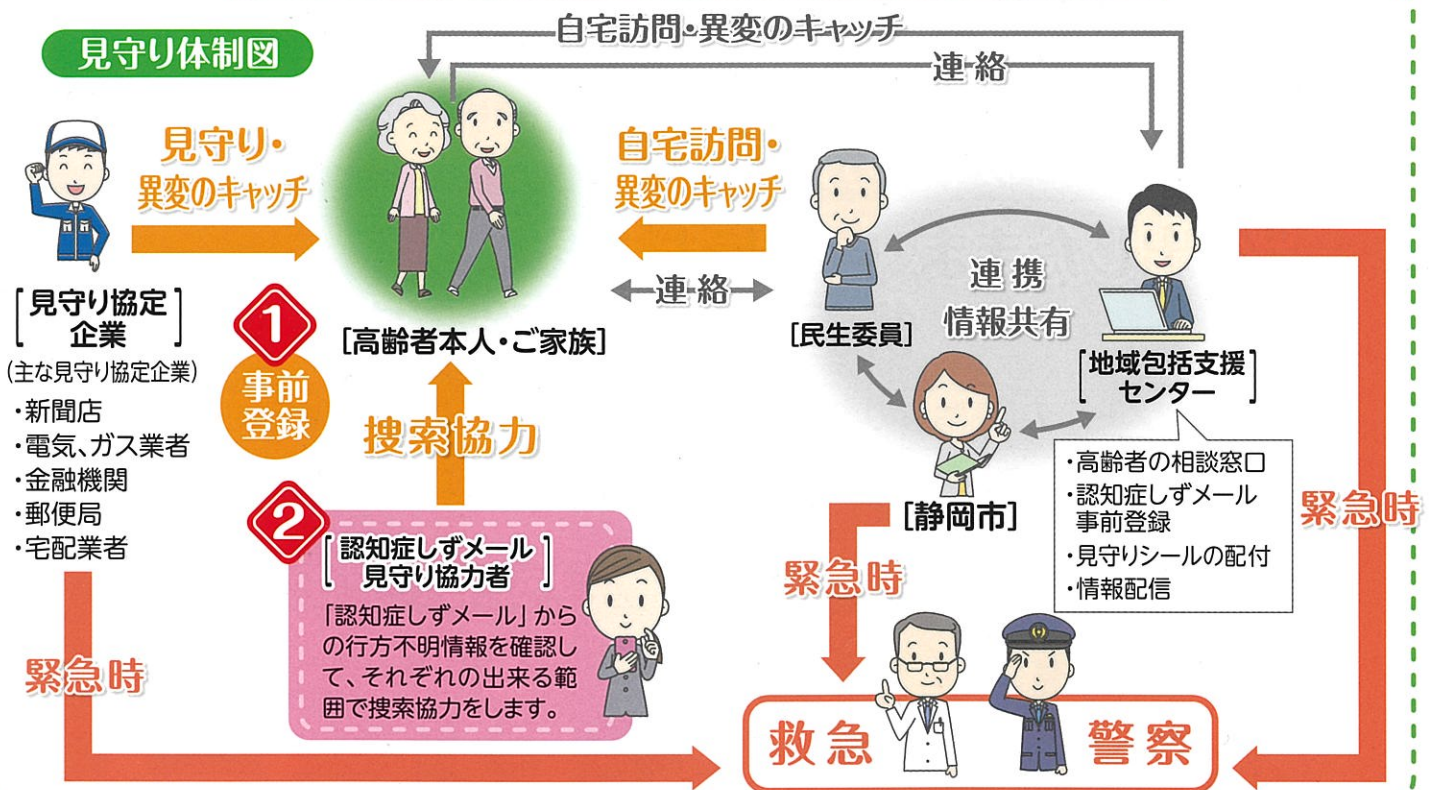 見守り体制図
自宅訪問・異変のキャッチ
連絡
見守り・
異変のキャッチ
自宅訪問・
異変のキャッチ
連絡
連携
情報共有
[見守り協定
企業]
(主な見守り協定企業)
・新聞店
・電気、ガス業者
・金融機関
・郵便局
・宅配業者
1
事前
登録
[高齢者本人・ご家族]
捜索協力
[民生委員]
[地域包括支援
センター]
・高齢者の相談窓口
・認知症しずメール
事前登録
・見守りシールの配付
・情報配信
[静岡市]
2
[認知症しずメール
見守り協力者]
「認知症しずメール」から
の行方不明情報を確認し
て、それぞれの出来る範
囲で捜索協力をします。
緊急時
緊急時
緊急時
救急
警察